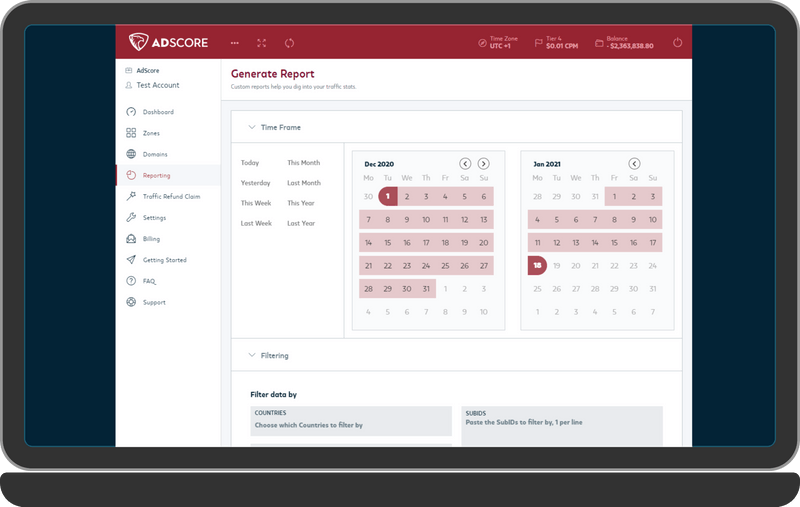 ADSCORE
Time Zone
UTC +1
Tier 4
$0.01 CPM
Balance
- $2,363,838.80
AdScore
Test Account
Dashboard
Zones
Domains
Reporting
Traffic Refund Claim
Settings
Billing
Getting Started
FAQ
Support
Generate Report
Custom reports help you dig into your traffic stats.
Time Frame
Today This Month
Yesterday Last Month
This Week This Year
Last Week Last Year
Dec 2020
Mo Tu We Th Fr Sa Su
30 1 2 3 4 5 6
7 8 9 10 11 12 13
14 15 16 17 18 19 20
21 22 23 24 25 26 27
28 29 30 31 1 2 3
4 5 6 7 8 9 10
Jan 2021
Mo Tu We Th Fr Sa Su
28 29 30 31 1 2 3
4 5 6 7 8 9 10
11 12 13 14 15 16 17
18 19 20 21 22 23 24
25 26 27 28 29 30 31
1 2 3 4 5 6 7
Filtering
Filter data by
COUNTRIES
Choose which Countries to filter by
SUBIDS
Paste the SubIDs to filter by, 1 per line